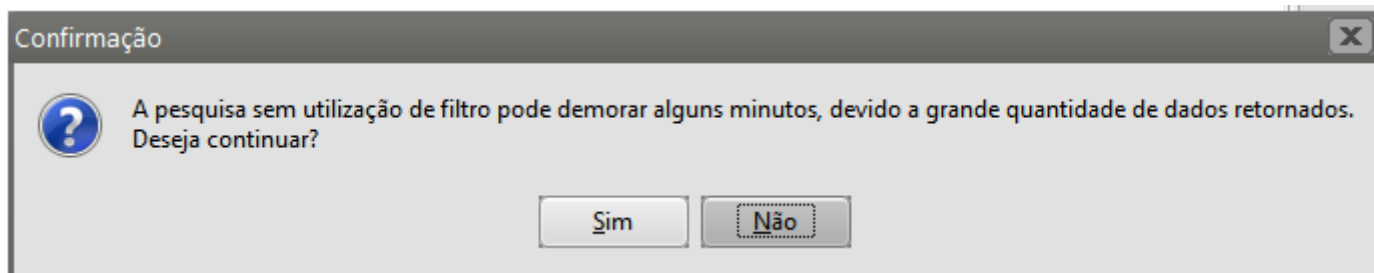 Confirmação
A pesquisa sem utilização de filtro pode demorar alguns minutos, devido a grande quantidade de dados retornados.
Deseja continuar?
Sim
Não